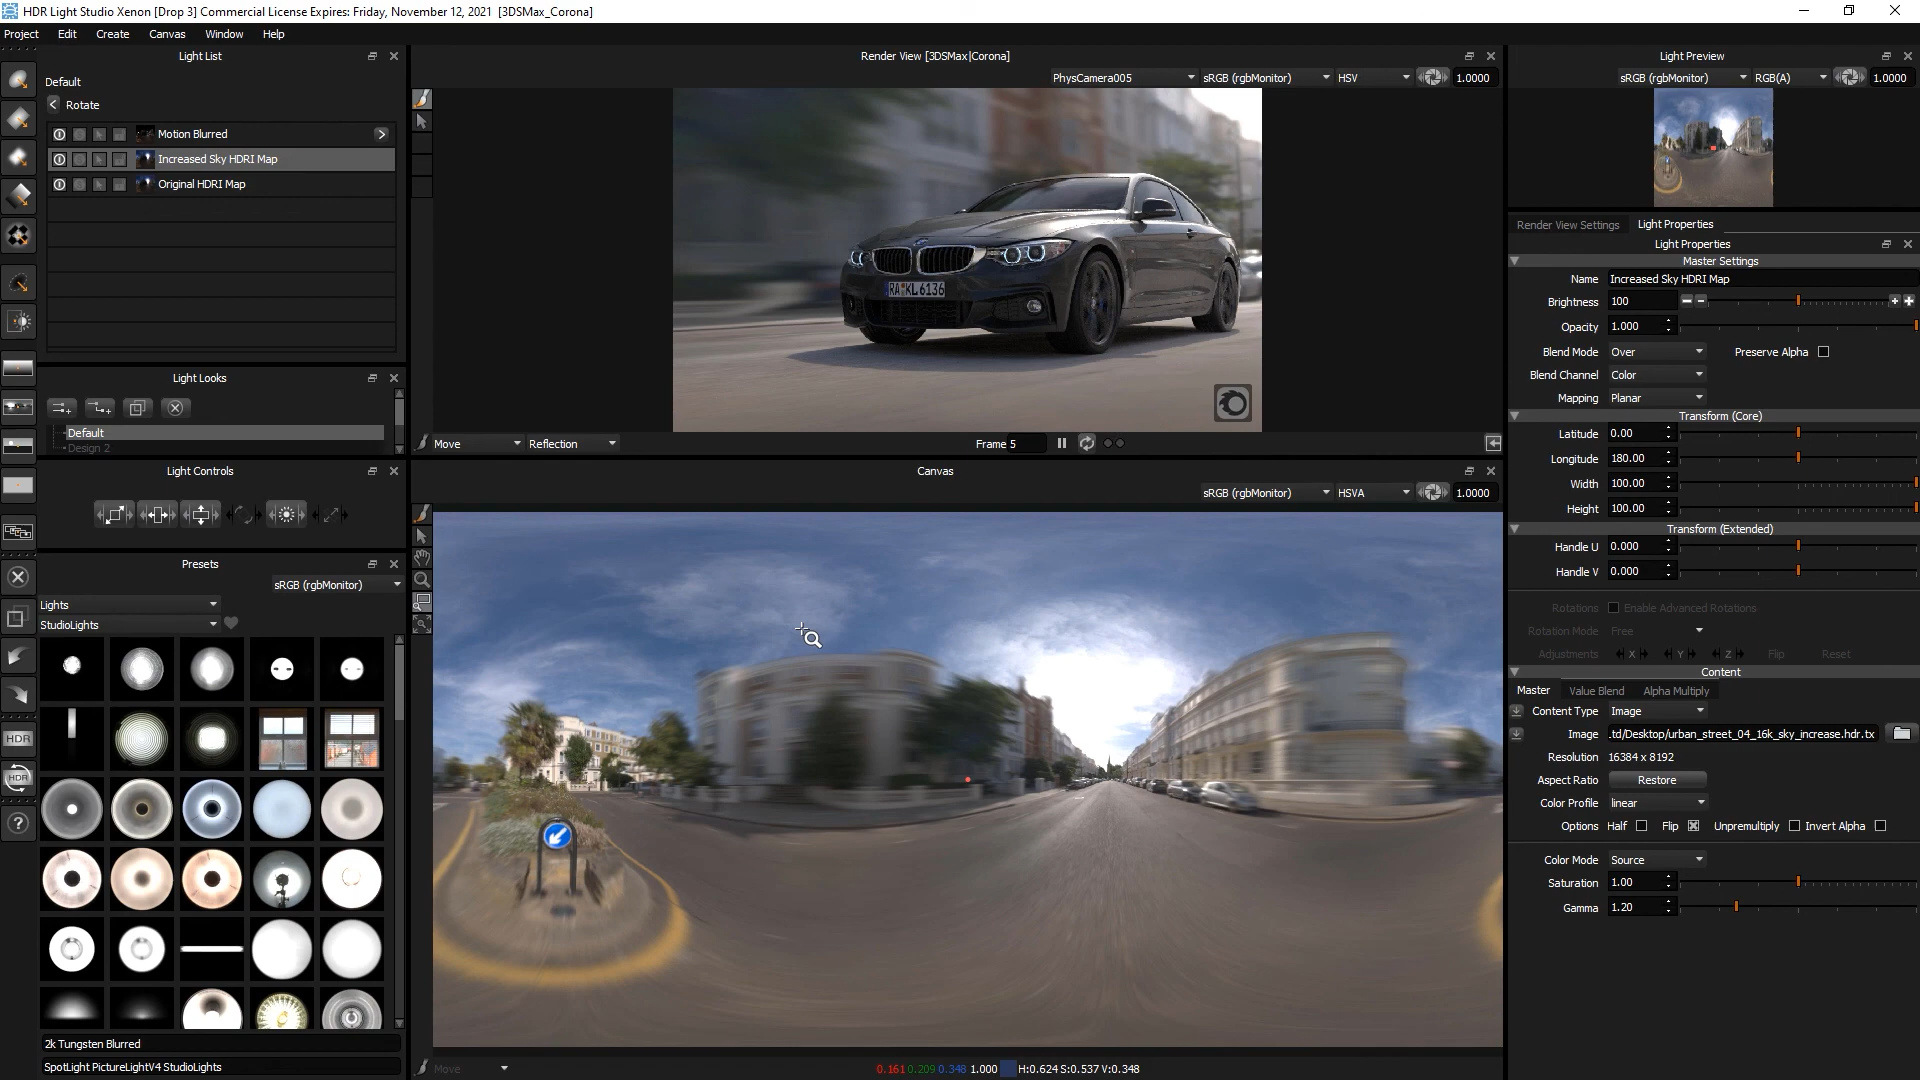 HDR Light Studio Xenon [Drop 3] Commercial License Expires: Friday, November 12, 2021 [3DSMax_Corona]
Project Edit Create Canvas Window Help
Light List
Default
Rotate
Motion Blurred
Increased Sky HDRI Map
Original HDRI Map
Light Looks
Default
Design 2
Light Controls
Presets
sRGB (rgbMonitor)
Lights
StudioLights
HDR
HDR
2k Tungsten Blurred
SpotLight PictureLightV4 StudioLights
Render View [3DSMax|Corona]
PhysCamera005 sRGB (rgbMonitor) HSV 1.0000
RA KL 6136
Move Reflection Frame 5
Canvas
sRGB (rgbMonitor) HSVA 1.0000
Move 0.161 0.209 0.348 1.000 H:0.624 S:0.537 V:0.348
Light Preview
sRGB (rgbMonitor) RGB(A) 1.0000
Render View Settings Light Properties
Light Properties
Master Settings
Name Increased Sky HDRI Map
Brightness 100
Opacity 1.000
Blend Mode Over Preserve Alpha
Blend Channel Color
Mapping Planar
Transform (Core)
Latitude 0.00
Longitude 180.00
Width 100.00
Height 100.00
Transform (Extended)
Handle U 0.000
Handle V 0.000
Rotations Enable Advanced Rotations
Rotation Mode Free
Adjustments X Y Z Flip Reset
Content
Master Value Blend Alpha Multiply
Content Type Image
Image .td/Desktop/urban_street_04_16k_sky_increase.hdr.tx
Resolution 16384 x 8192
Aspect Ratio Restore
Color Profile linear
Options Half Flip Unpremultiply Invert Alpha
Color Mode Source
Saturation 1.00
Gamma 1.20